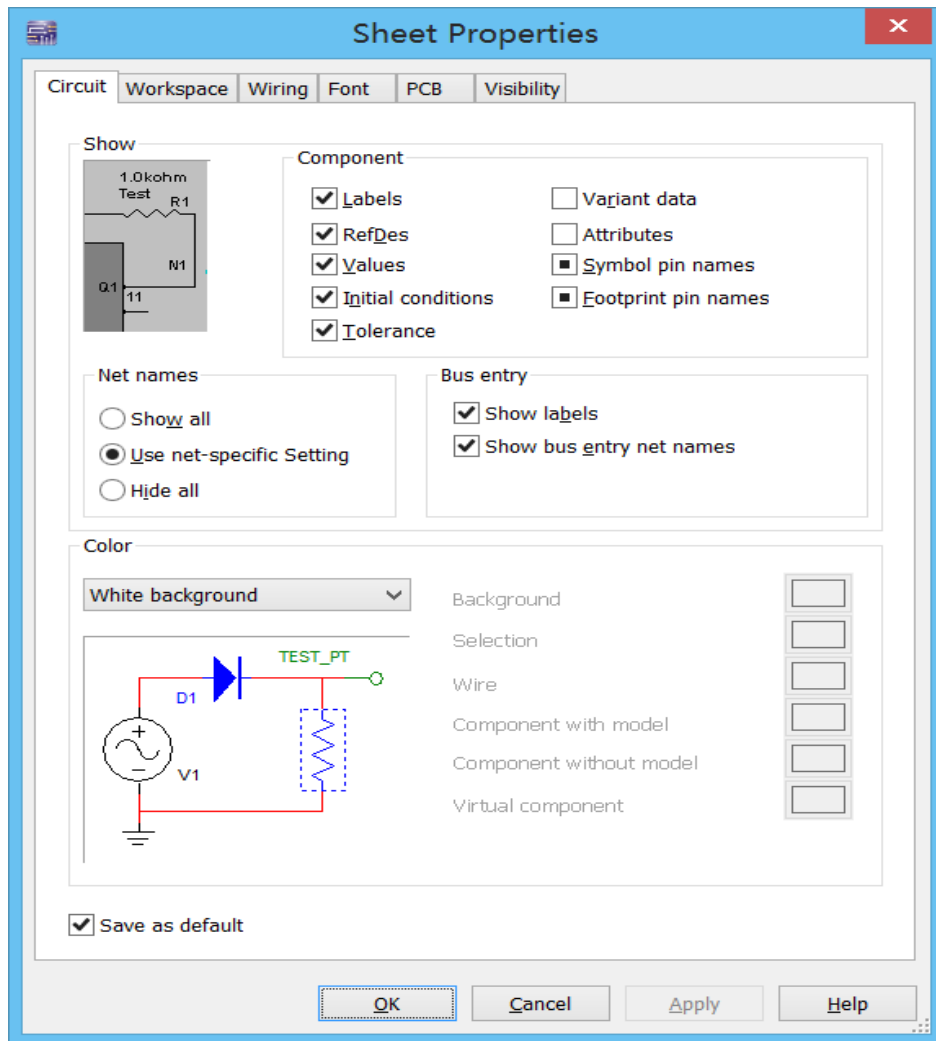 Sheet Properties
Circuit Workspace Wiring Font PCB Visibility
Show
1.0kohm
Test
R1
N1
Q1
11
Component
Labels
RefDes
Values
Initial conditions
Tolerance
Variant data
Attributes
Symbol pin names
Footprint pin names
Net names
Show all
Use net-specific Setting
Hide all
Bus entry
Show labels
Show bus entry net names
Color
White background
TEST_PT
D1
V1
Background
Selection
Wire
Component with model
Component without model
Virtual component
Save as default
OK Cancel Apply Help